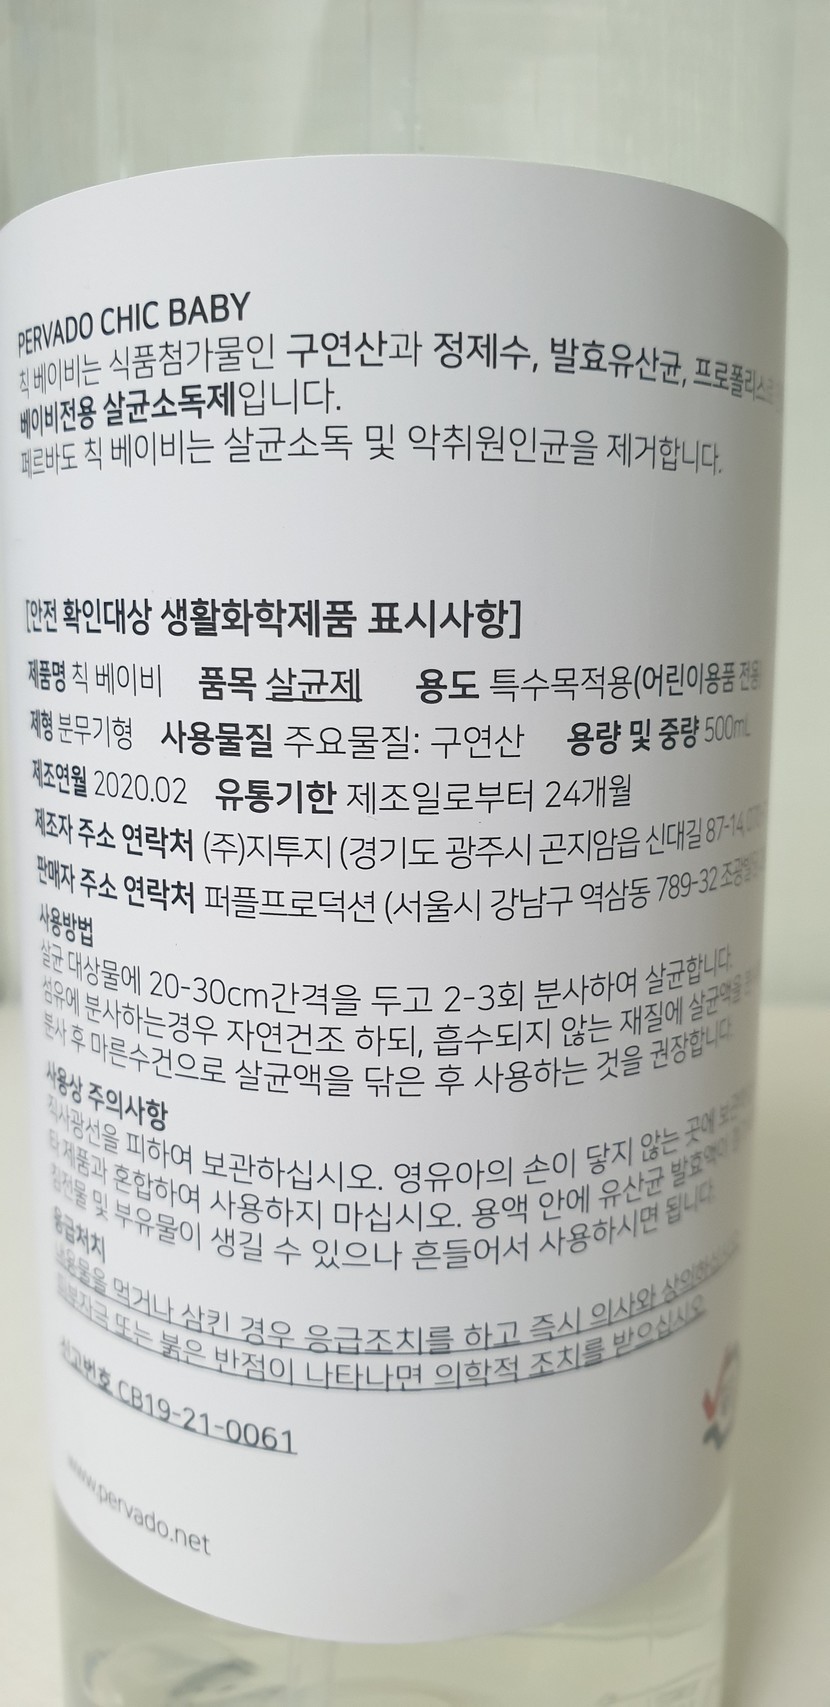 PERVADO CHIC BABY
칙 베이비는 식품첨가물인 구연산과 정제수, 발효유산균, 프로폴리스
베이비전용 살균소독제입니다.
페르바도 칙 베이비는 살균소독 및 악취원인균을 제거합니다.
[안전 확인대상 생활화학제품 표시사항]
제품명 칙 베이비 품목 살균제 용도 특수목적용(어린이용품 전용
제형 분무기형 사용물질 주요물질: 구연산 용량 및 중량 500mL
제조연월 2020.02 유통기한 제조일로부터 24개월
제조자 주소 연락처 (주)지투지 (경기도 광주시 곤지암읍 신대길 87-14
판매자 주소 연락처 퍼플프로덕션 (서울시 강남구 역삼동 789-32
사용방법
살균 대상물에 20-30cm간격을 두고 2-3회 분사하여 살균합니다.
섬유에 분사하는경우 자연건조 하되, 흡수되지 않는 재질에 살균액을
분사 후 마른수건으로 살균액을 닦은 후 사용하는 것을 권장합니다.
사용상 주의사항
직사광선을 피하여 보관하십시오. 영유아의 손이 닿지 않는 곳에
타 제품과 혼합하여 사용하지 마십시오. 용액 안에 유산균 발효액이
침전물 및 부유물이 생길 수 있으나 흔들어서 사용하시면 됩니다.
응급처치
내용물을 먹거나 삼킨 경우 응급조치를 하고 즉시 의사와
피부자극 또는 붉은 반점이 나타나면 의학적 조치를 받으십시오.
신고번호 CB19-21-0061
www.pervado.net